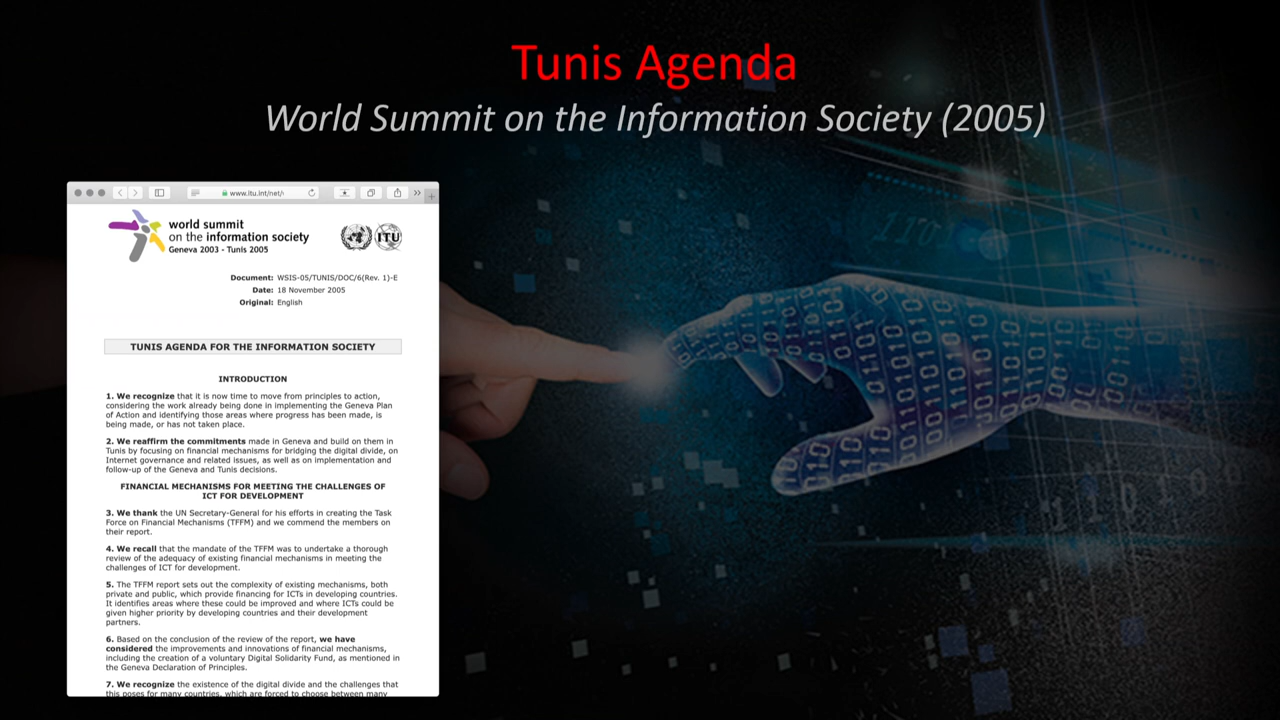 Tunis Agenda
World Summit on the Information Society (2005)
www.itu.int/net/
world summit
on the information society
Geneva 2003 - Tunis 2005
ITU
Document: WSIS-05/TUNIS/DOC/6(Rev. 1)-E
Date: 18 November 2005
Original: English
TUNIS AGENDA FOR THE INFORMATION SOCIETY
INTRODUCTION
1. We recognize that it is now time to move from principles to action,
considering the work already being done in implementing the Geneva Plan
of Action and identifying those areas where progress has been made, is
being made, or has not taken place.
2. We reaffirm the commitments made in Geneva and build on them in
Tunis by focusing on financial mechanisms for bridging the digital divide, on
Internet governance and related issues, as well as on implementation and
follow-up of the Geneva and Tunis decisions.
FINANCIAL MECHANISMS FOR MEETING THE CHALLENGES OF
ICT FOR DEVELOPMENT
3. We thank the UN Secretary-General for his efforts in creating the Task
Force on Financial Mechanisms (TFFM) and we commend the members on
their report.
4. We recall that the mandate of the TFFM was to undertake a thorough
review of the adequacy of existing financial mechanisms in meeting the
challenges of ICT for development.
5. The TFFM report sets out the complexity of existing mechanisms, both
private and public, which provide financing for ICTs in developing countries.
It identifies areas where these could be improved and where ICTs could be
given higher priority by developing countries and their development
partners.
6. Based on the conclusion of the review of the report, we have
considered the improvements and innovations of financial mechanisms,
including the creation of a voluntary Digital Solidarity Fund, as mentioned in
the Geneva Declaration of Principles.
7. We recognize the existence of the digital divide and the challenges that
this poses for many countries, which are forced to choose between many